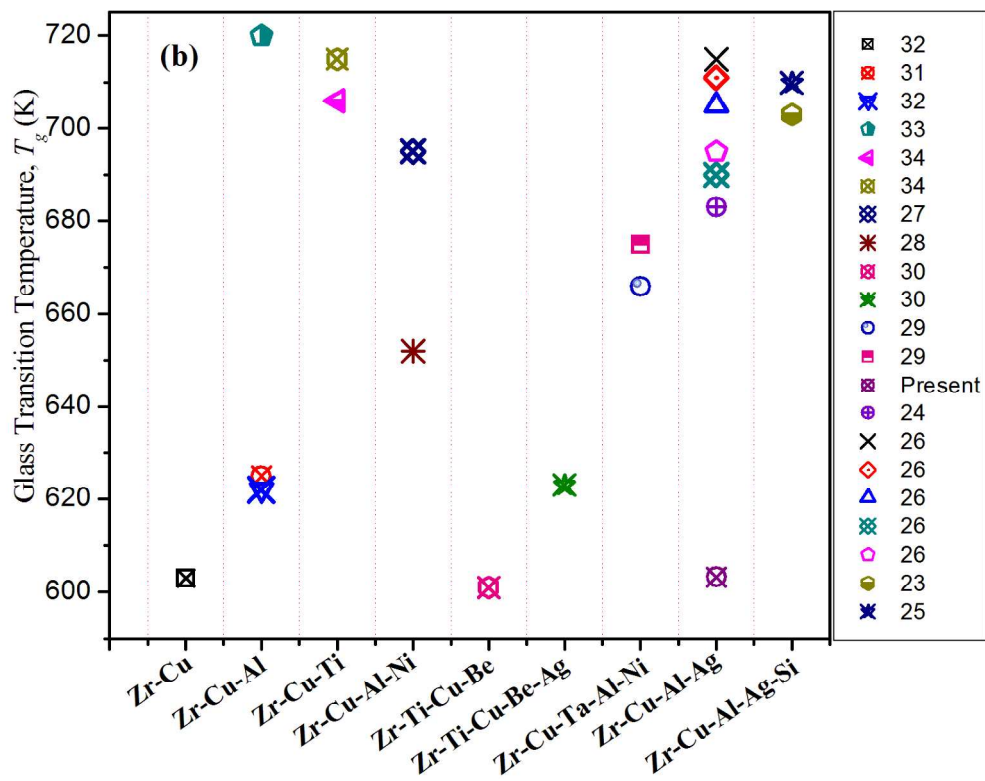 (b)
Glass Transition Temperature, T_g (K)
720
700
680
660
640
620
600
Zr-Cu
Zr-Cu-Al
Zr-Cu-Ti
Zr-Cu-Al-Ni
Zr-Ti-Cu-Be
Zr-Ti-Cu-Be-Ag
Zr-Cu-Ta-Al-Ni
Zr-Cu-Al-Ag
Zr-Cu-Al-Ag-Si
32
31
32
33
34
34
27
28
30
30
29
29
Present
24
26
26
26
26
26
23
25